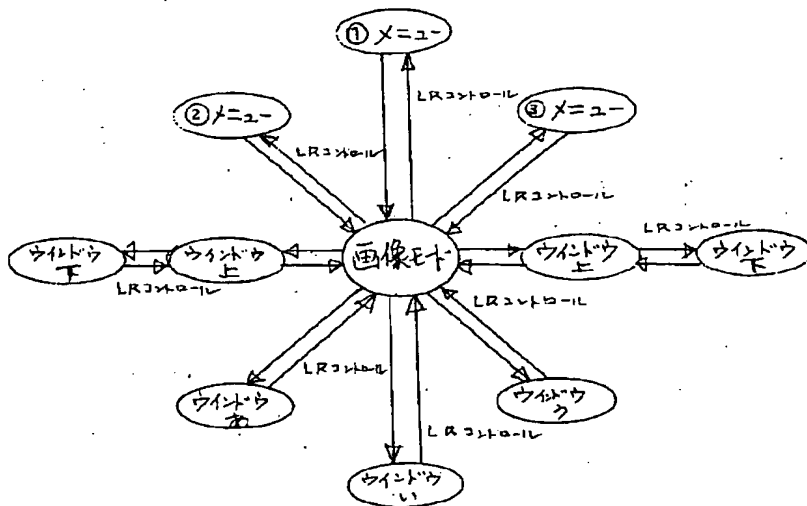 ① メニュー
LRコントロール
② メニュー
③ メニュー
LRコントロール
LRコントロール
LRコントロール
ウインドウ
下
ウインドウ
上
画像モード
ウインドウ
上
ウインドウ
下
LRコントロール
LRコントロール
LRコントロール
ウインドウ
あ
ウインドウ
う
LRコントロール
ウインドウ
い